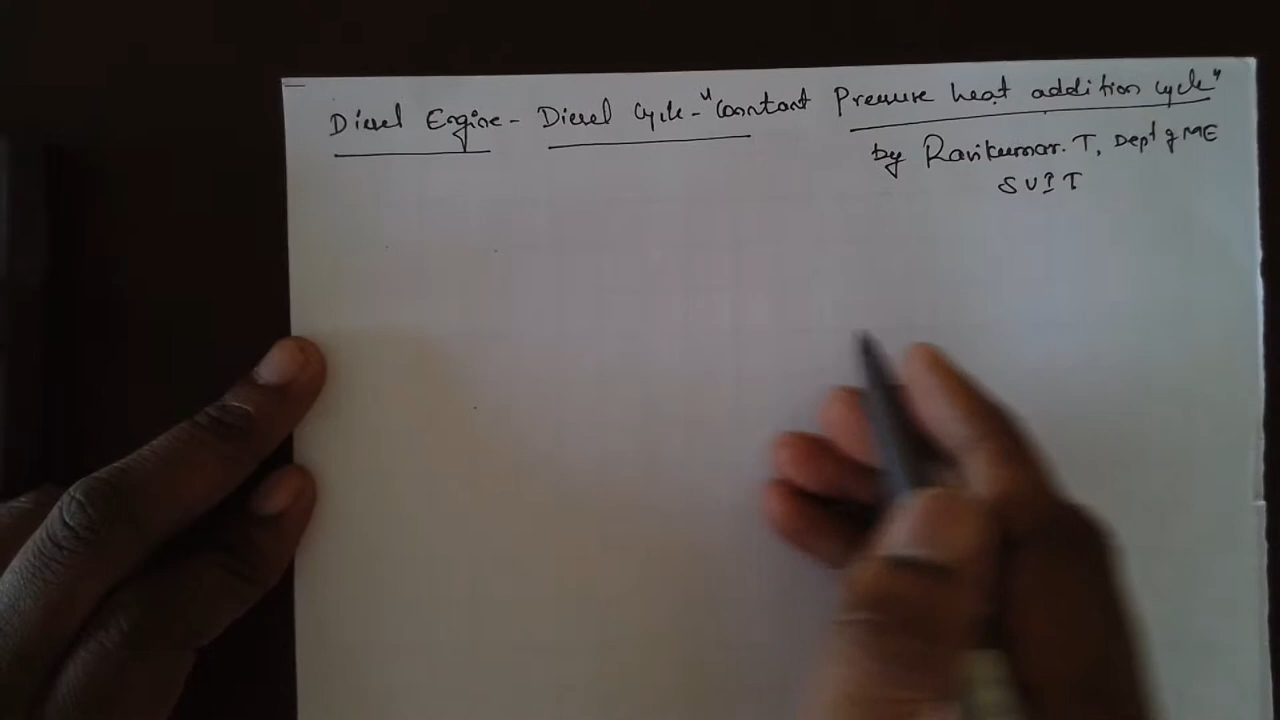 Diesel Engine - Diesel Cycle - "Constant Pressure heat addition cycle"
by Ravikumar. T, Dept of ME
SVIT